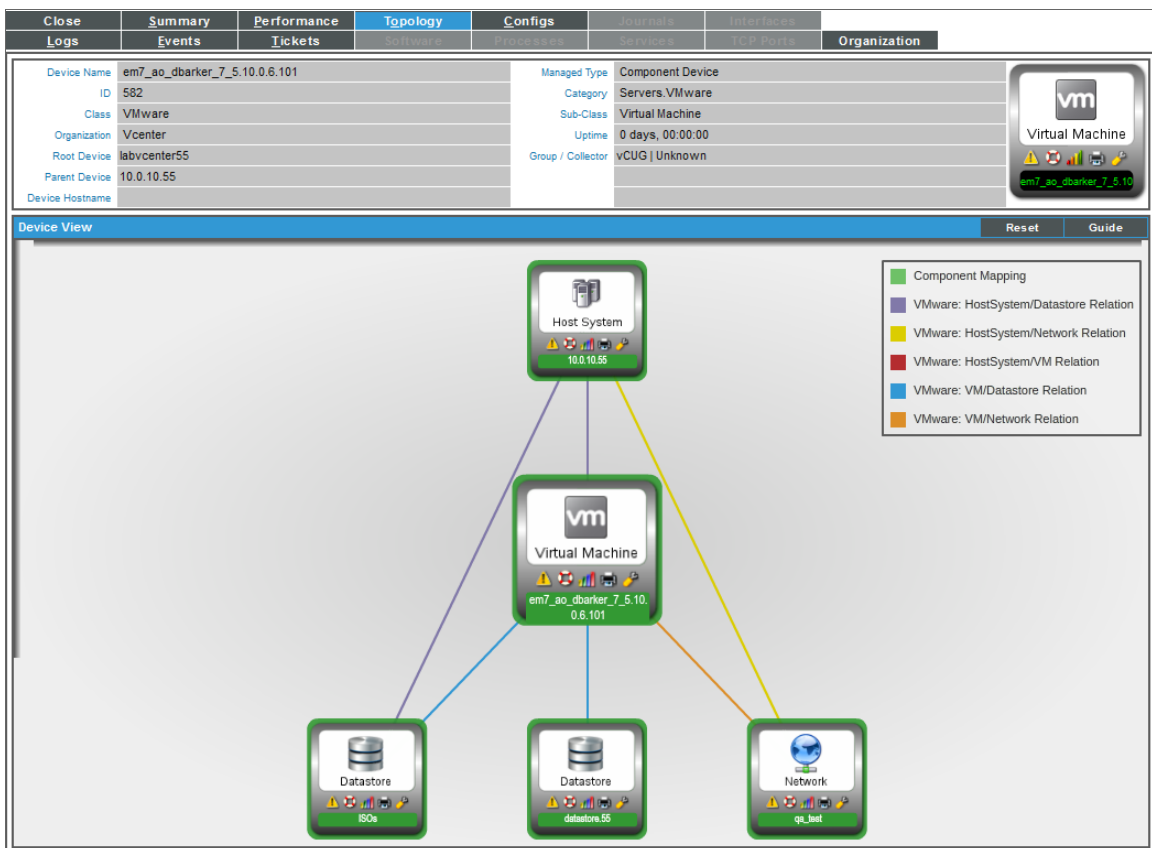 Close Summary Performance Topology Configs Journals Interfaces
Logs Events Tickets Software Processes Services TCP Ports Organization
Device Name em7_ao_dbarker_7_5.10.0.6.101 Managed Type Component Device
ID 582 Category Servers.VMware
Class VMware Sub-Class Virtual Machine
Organization Vcenter Uptime 0 days, 00:00:00
Root Device labvcenter55 Group / Collector vCUG | Unknown
Parent Device 10.0.10.55
Device Hostname
vm
Virtual Machine
em7_ao_dbarker_7_5.10
Device View Reset Guide
Component Mapping
VMware: HostSystem/Datastore Relation
VMware: HostSystem/Network Relation
VMware: HostSystem/VM Relation
VMware: VM/Datastore Relation
VMware: VM/Network Relation
Host System
10.0.10.55
vm
Virtual Machine
em7_ao_dbarker_7_5.10.
0.6.101
Datastore
ISOs
Datastore
datastore.55
Network
qa_test